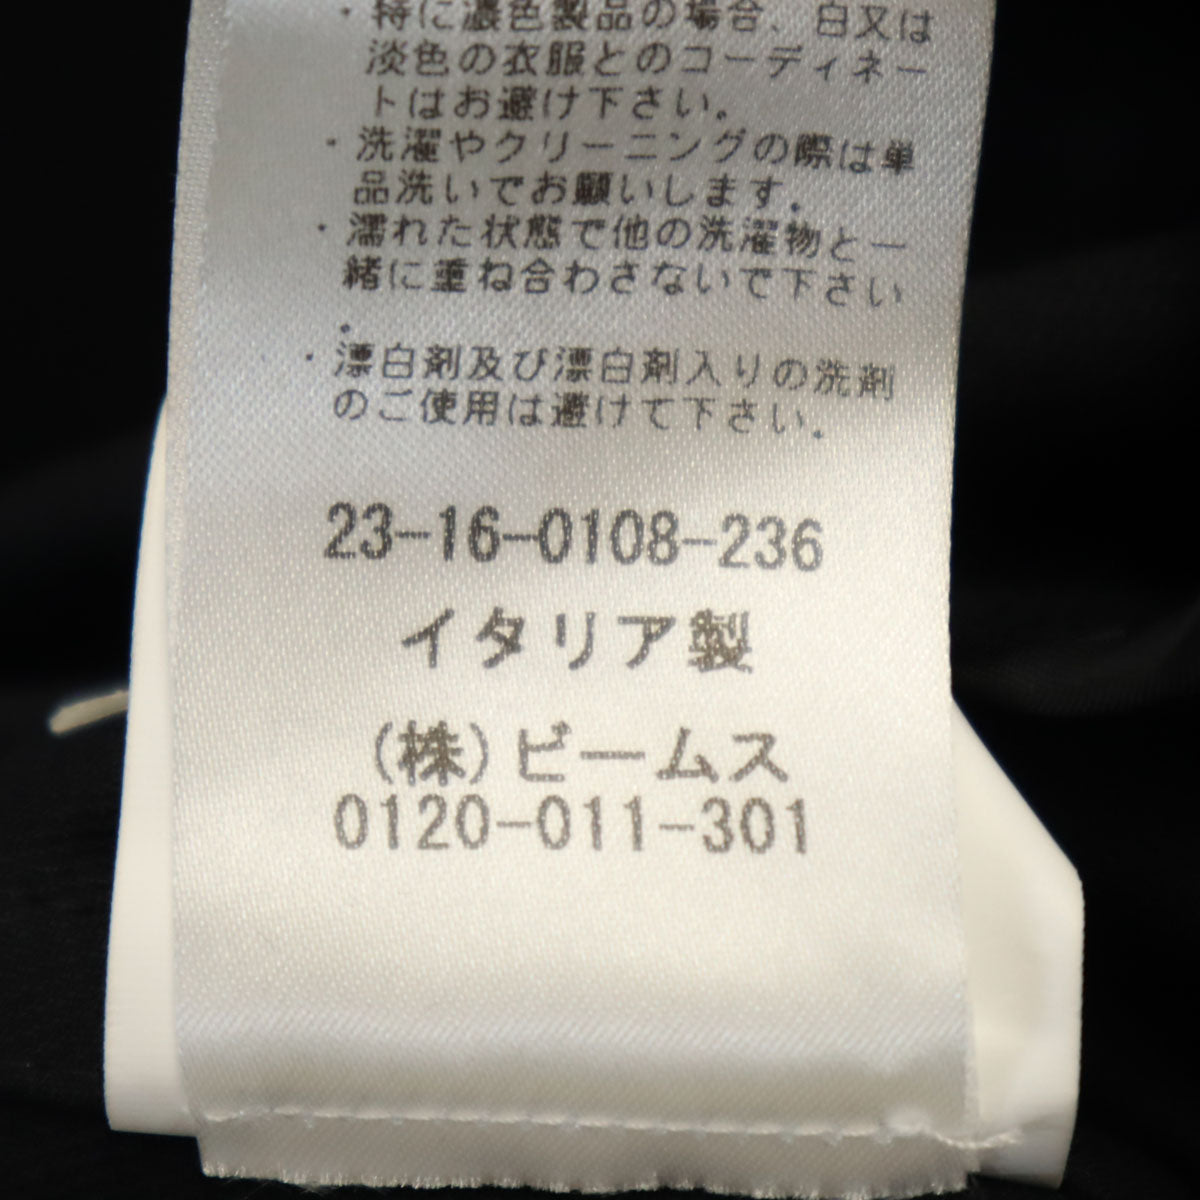 ・特に濃色製品の場合、白又は
淡色の衣服とのコーディネー
トはお避け下さい。
・洗濯やクリーニングの際は単
品洗いでお願いします。
・濡れた状態で他の洗濯物と一
緒に重ね合わさないで下さい
。
・漂白剤及び漂白剤入りの洗剤
のご使用は避けて下さい。
23-16-0108-236
イタリア製
(株)ビームス
0120-011-301